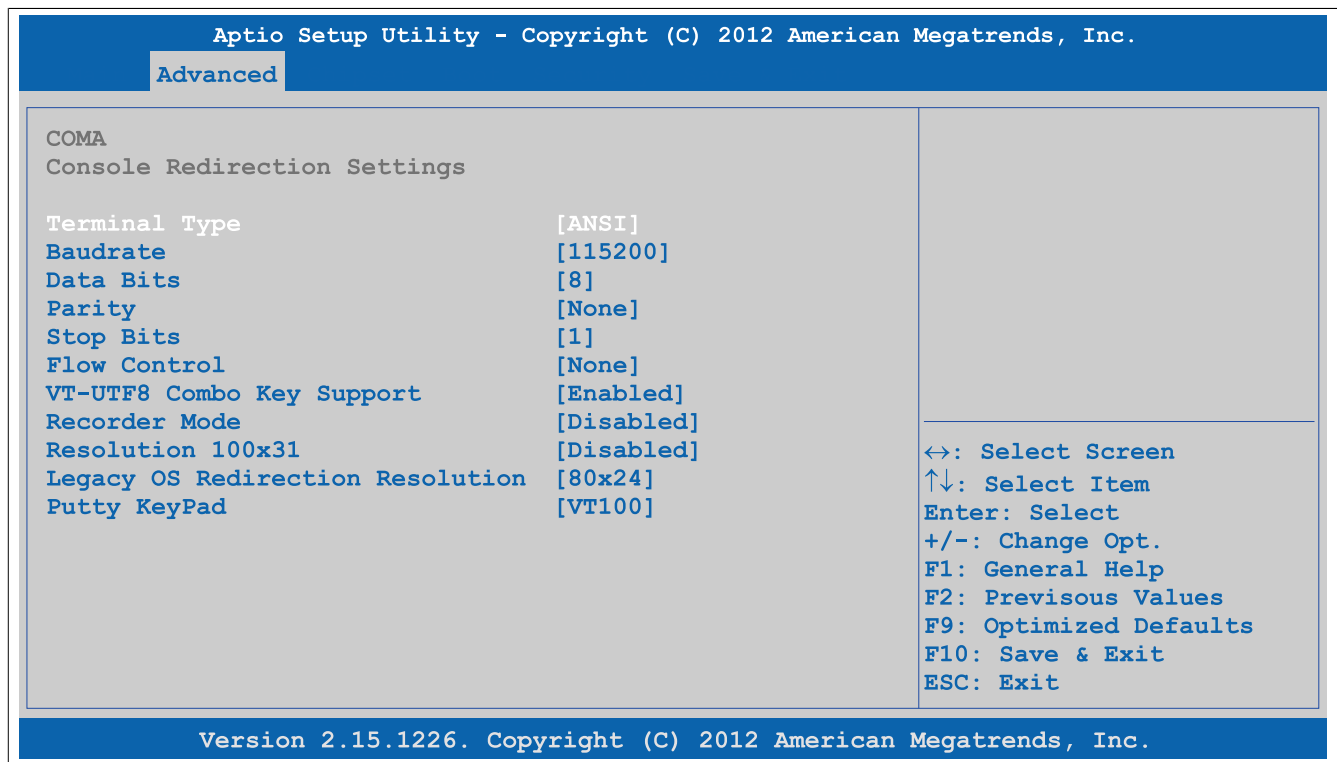 Aptio Setup Utility - Copyright (C) 2012 American Megatrends, Inc.
Advanced
COMA
Console Redirection Settings
Terminal Type [ANSI]
Baudrate [115200]
Data Bits [8]
Parity [None]
Stop Bits [1]
Flow Control [None]
VT-UTF8 Combo Key Support [Enabled]
Recorder Mode [Disabled]
Resolution 100x31 [Disabled]
Legacy OS Redirection Resolution [80x24]
Putty KeyPad [VT100]
↔: Select Screen
↑↓: Select Item
Enter: Select
+/-: Change Opt.
F1: General Help
F2: Previsous Values
F9: Optimized Defaults
F10: Save & Exit
ESC: Exit
Version 2.15.1226. Copyright (C) 2012 American Megatrends, Inc.